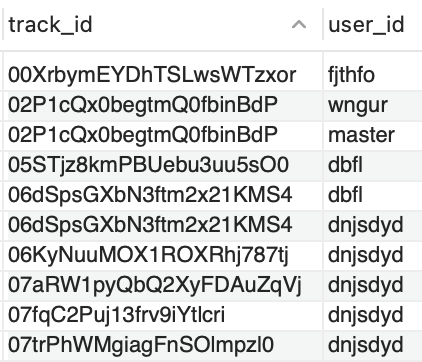 track_id user_id
00XrbymEYDhTSLwsWTzxor fjthfo
02P1cQx0begtmQ0fbinBdP wngur
02P1cQx0begtmQ0fbinBdP master
05STjz8kmPBUebu3uu5sO0 dbfl
06dSpsGXbN3ftm2x21KMS4 dbfl
06dSpsGXbN3ftm2x21KMS4 dnjsdyd
06KyNuuMOX1ROXRhj787tj dnjsdyd
07aRW1pyQbQ2XyFDAuZqVj dnjsdyd
07fqC2Puj13frv9iYtlcri dnjsdyd
07trPhWMgiagFnSOlmpzl0 dnjsdyd